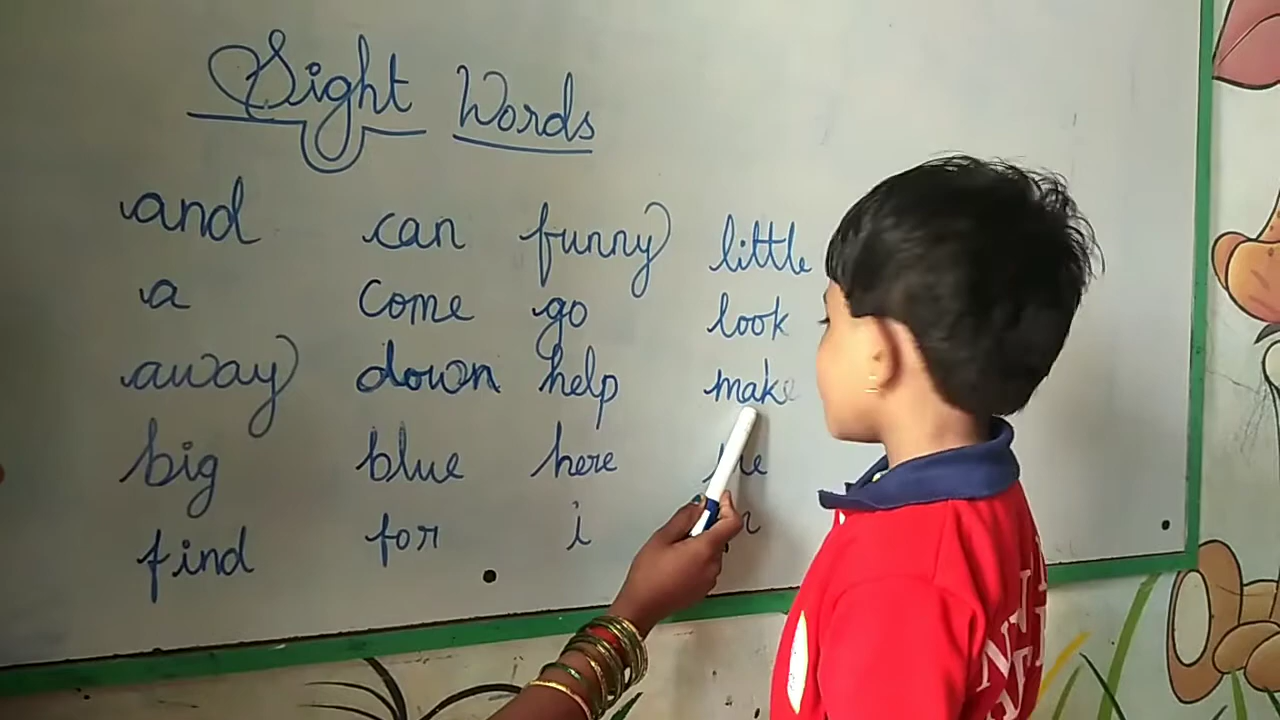 Sight Words
and can funny little
a come go look
away down help make
big blue here
find for i